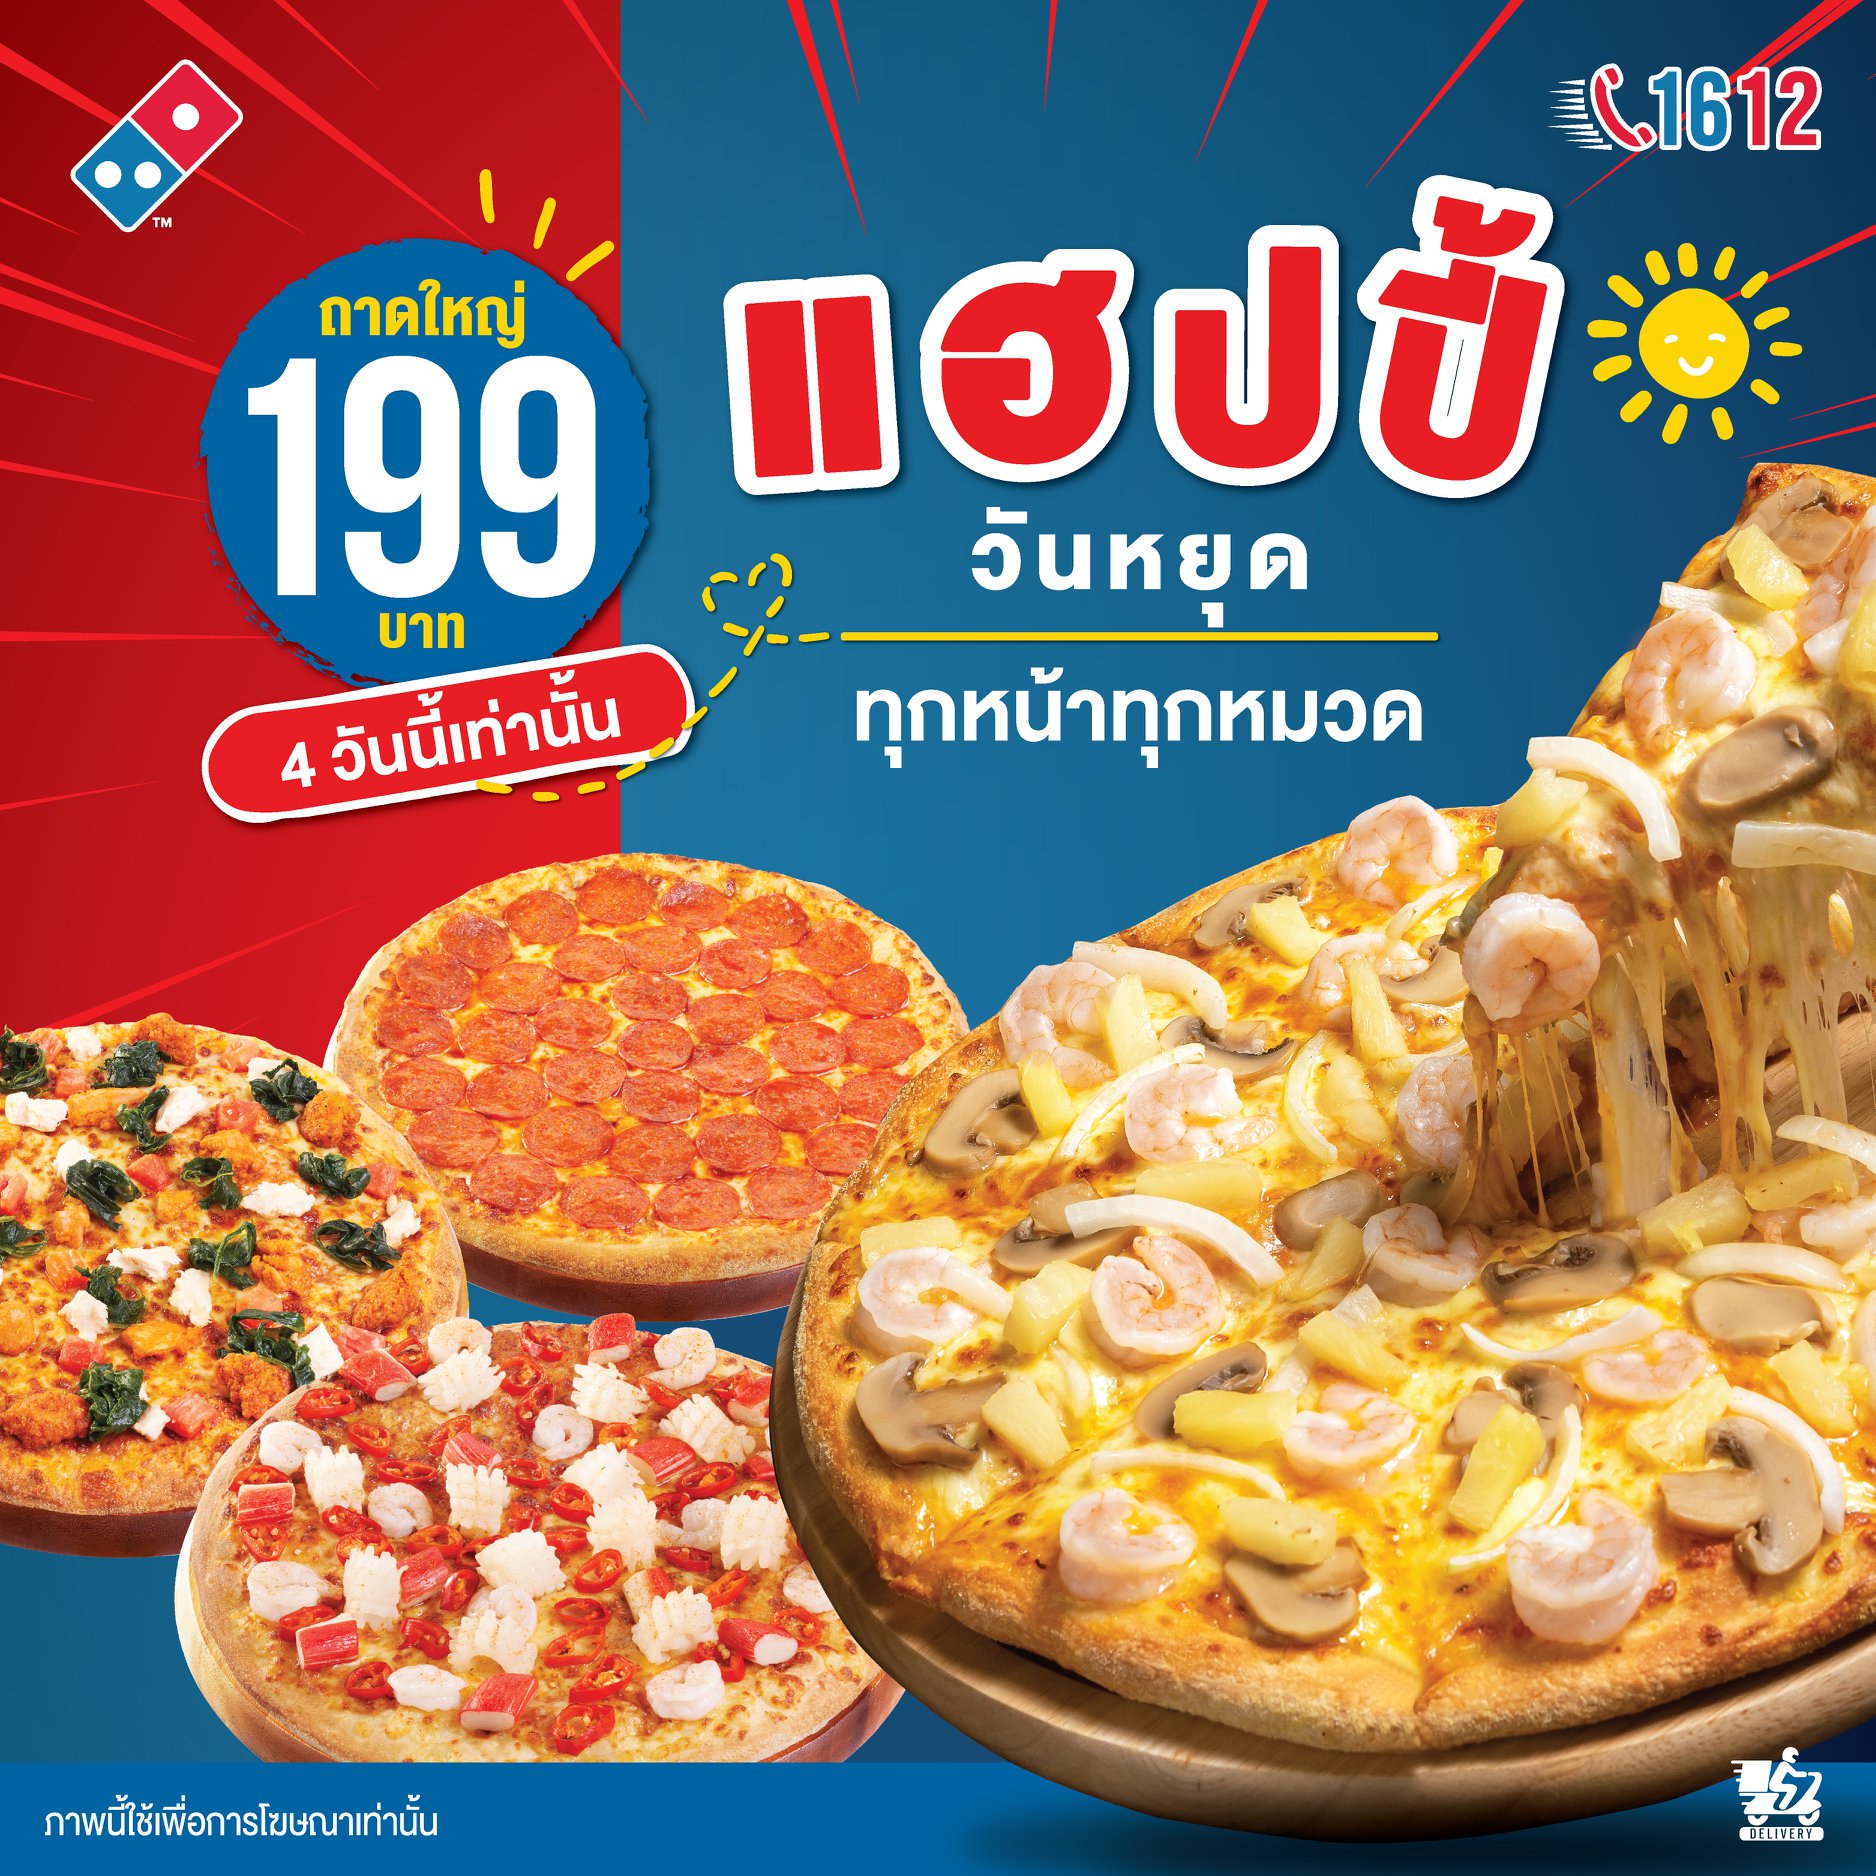 TM
1612
ถาดใหญ่
199
บาท
4 วันนี้เท่านั้น
แฮปปี้
วันหยุด
ทุกหน้าทุกหมวด
ภาพนี้ใช้เพื่อการโฆษณาเท่านั้น
DELIVERY